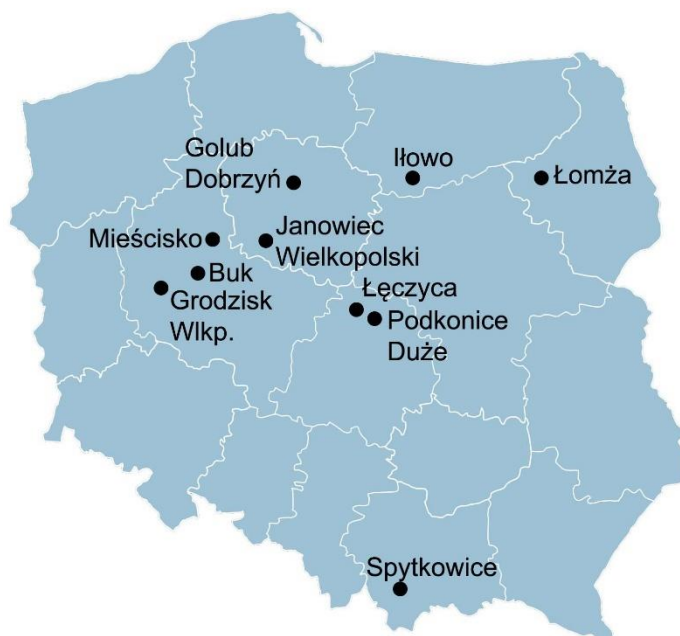 Golub
Dobrzyń
Iłowo
Łomża
Mieścisko
Janowiec
Wielkopolski
Buk
Grodzisk
Wlkp.
Łęczyca
Podkonice
Duże
Spytkowice